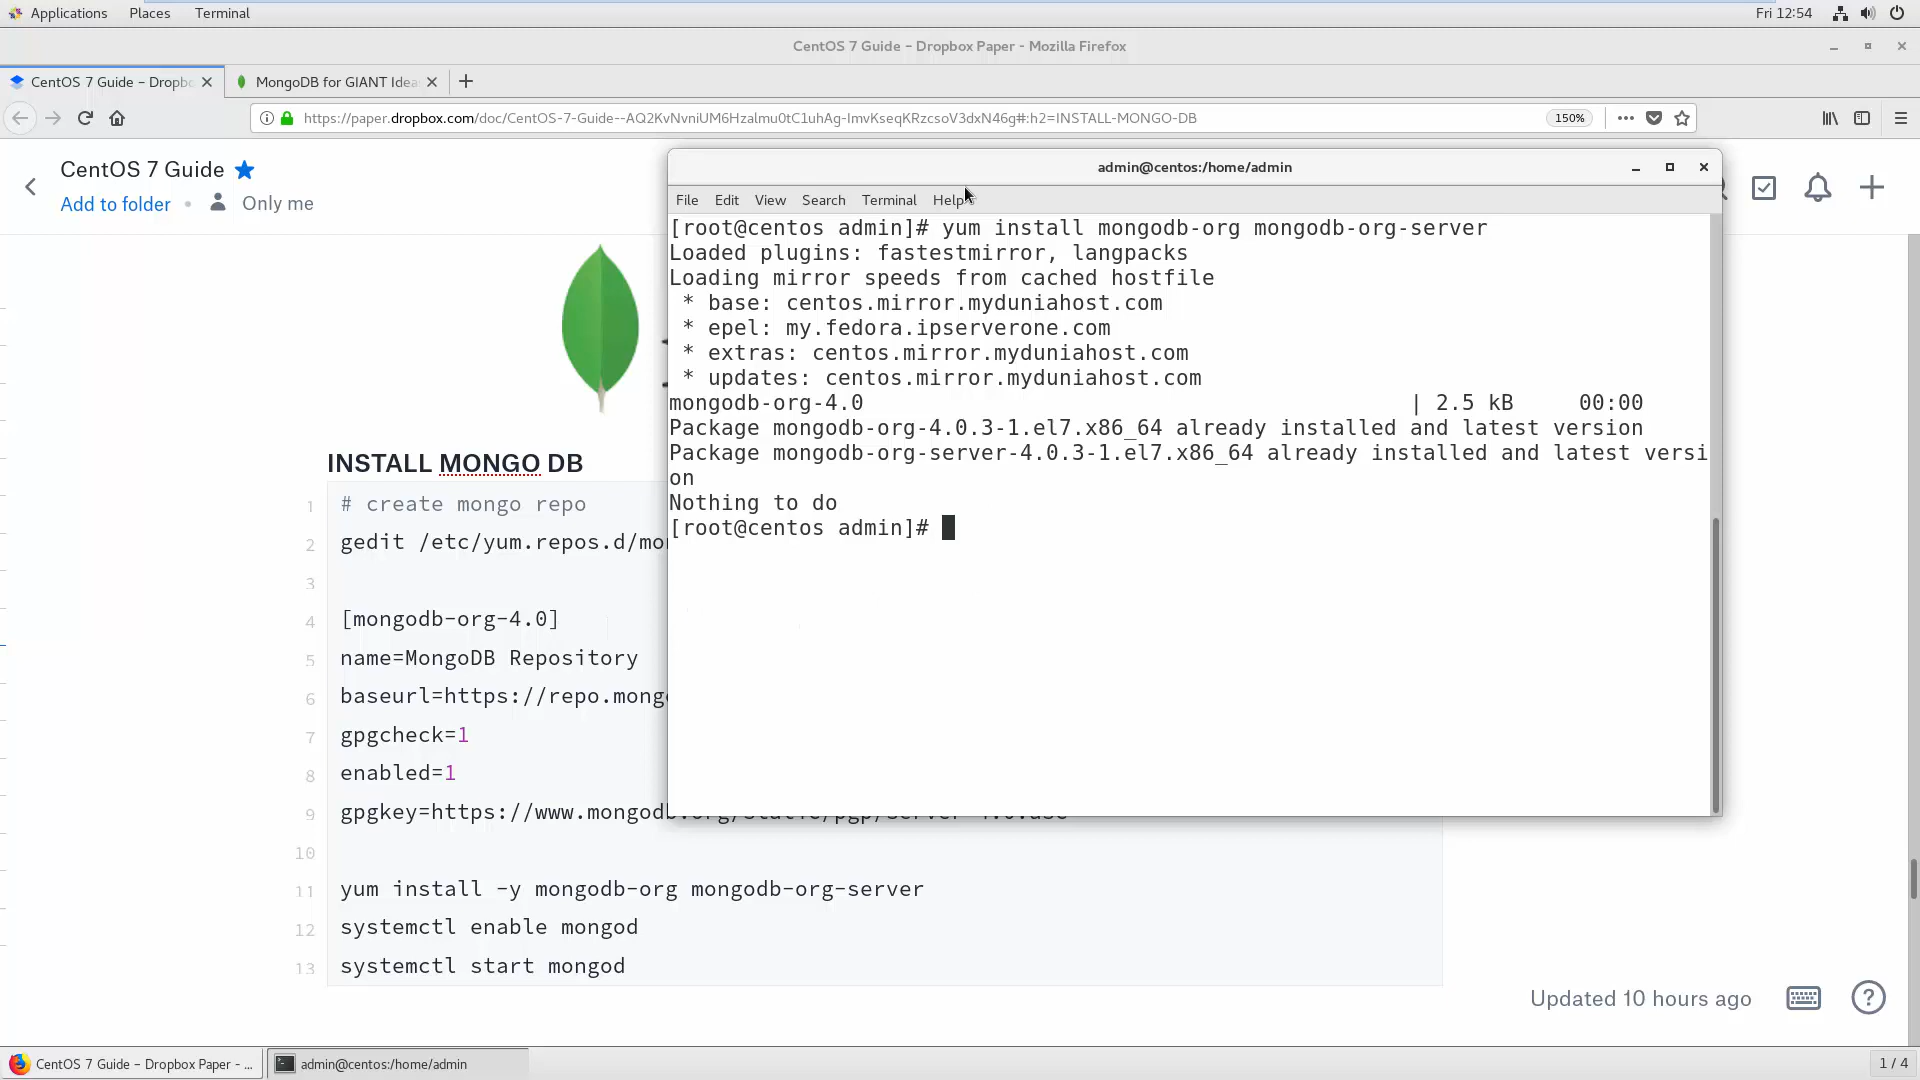 Applications Places Terminal Fri 12:54
CentOS 7 Guide – Dropbox Paper - Mozilla Firefox
CentOS 7 Guide – Dropbo MongoDB for GIANT Idea
https://paper.dropbox.com/doc/CentOS-7-Guide--AQ2KvNvniUM6Hzalmu0tC1uhAg-ImvKseqKRzcsoV3dxN46g#:h2=INSTALL-MONGO-DB 150%
CentOS 7 Guide
Add to folder • Only me
admin@centos:/home/admin
File Edit View Search Terminal Help
[root@centos admin]# yum install mongodb-org mongodb-org-server
Loaded plugins: fastestmirror, langpacks
Loading mirror speeds from cached hostfile
* base: centos.mirror.myduniahost.com
* epel: my.fedora.ipserverone.com
* extras: centos.mirror.myduniahost.com
* updates: centos.mirror.myduniahost.com
mongodb-org-4.0 | 2.5 kB 00:00
Package mongodb-org-4.0.3-1.el7.x86_64 already installed and latest version
Package mongodb-org-server-4.0.3-1.el7.x86_64 already installed and latest versi
on
Nothing to do
[root@centos admin]#
INSTALL MONGO DB
1 # create mongo repo
2 gedit /etc/yum.repos.d/mo
3
4 [mongodb-org-4.0]
5 name=MongoDB Repository
6 baseurl=https://repo.mong
7 gpgcheck=1
8 enabled=1
9 gpgkey=https://www.mongodb.org/static/pgp/server-4.0.asc
10
11 yum install -y mongodb-org mongodb-org-server
12 systemctl enable mongod
13 systemctl start mongod
Updated 10 hours ago
CentOS 7 Guide – Dropbox Paper - ... admin@centos:/home/admin 1 / 4